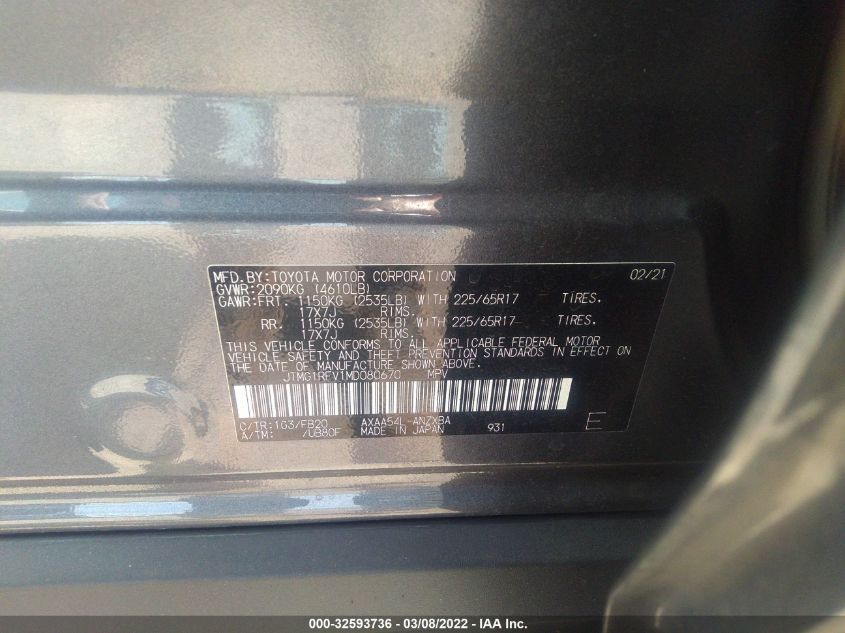 MFD.BY:TOYOTA MOTOR CORPORATION 02/21
GVWR:2090KG (4610LB)
GAWR:FRT. 1150KG (2535LB) WITH 225/65R17 TIRES.
17X7J RIMS.
RR. 1150KG (2535LB) WITH 225/65R17 TIRES.
17X7J RIMS.
THIS VEHICLE CONFORMS TO ALL APPLICABLE FEDERAL MOTOR
VEHICLE SAFETY AND THEFT PREVENTION STANDARDS IN EFFECT ON
THE DATE OF MANUFACTURE SHOWN ABOVE.
JTMG1RFV1MD080670 MPV
C/TR:1G3/FB20 AXAA54L-ANZXBA
A/TM: /UB80F MADE IN JAPAN 931 E
000-32593736 - 03/08/2022 - IAA Inc.